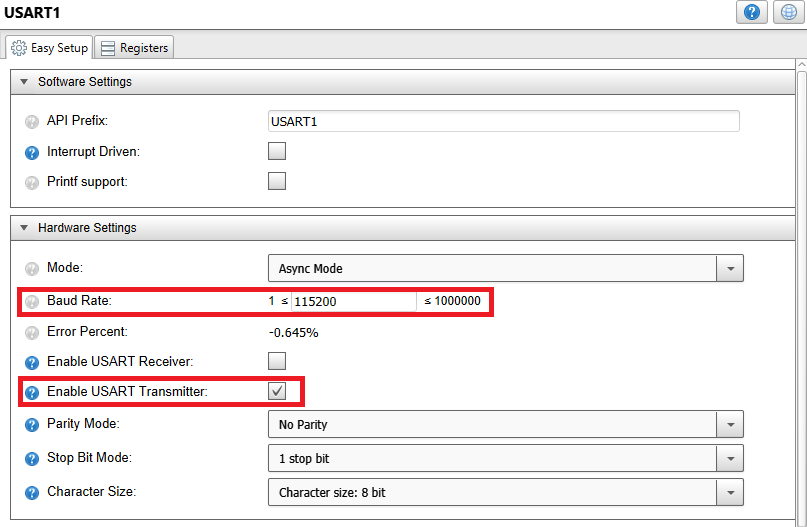 USART1
Easy Setup Registers
Software Settings
API Prefix: USART1
Interrupt Driven:
Printf support:
Hardware Settings
Mode: Async Mode
Baud Rate: 1 ≤ 115200 ≤ 1000000
Error Percent: -0.645%
Enable USART Receiver:
Enable USART Transmitter:
Parity Mode: No Parity
Stop Bit Mode: 1 stop bit
Character Size: Character size: 8 bit